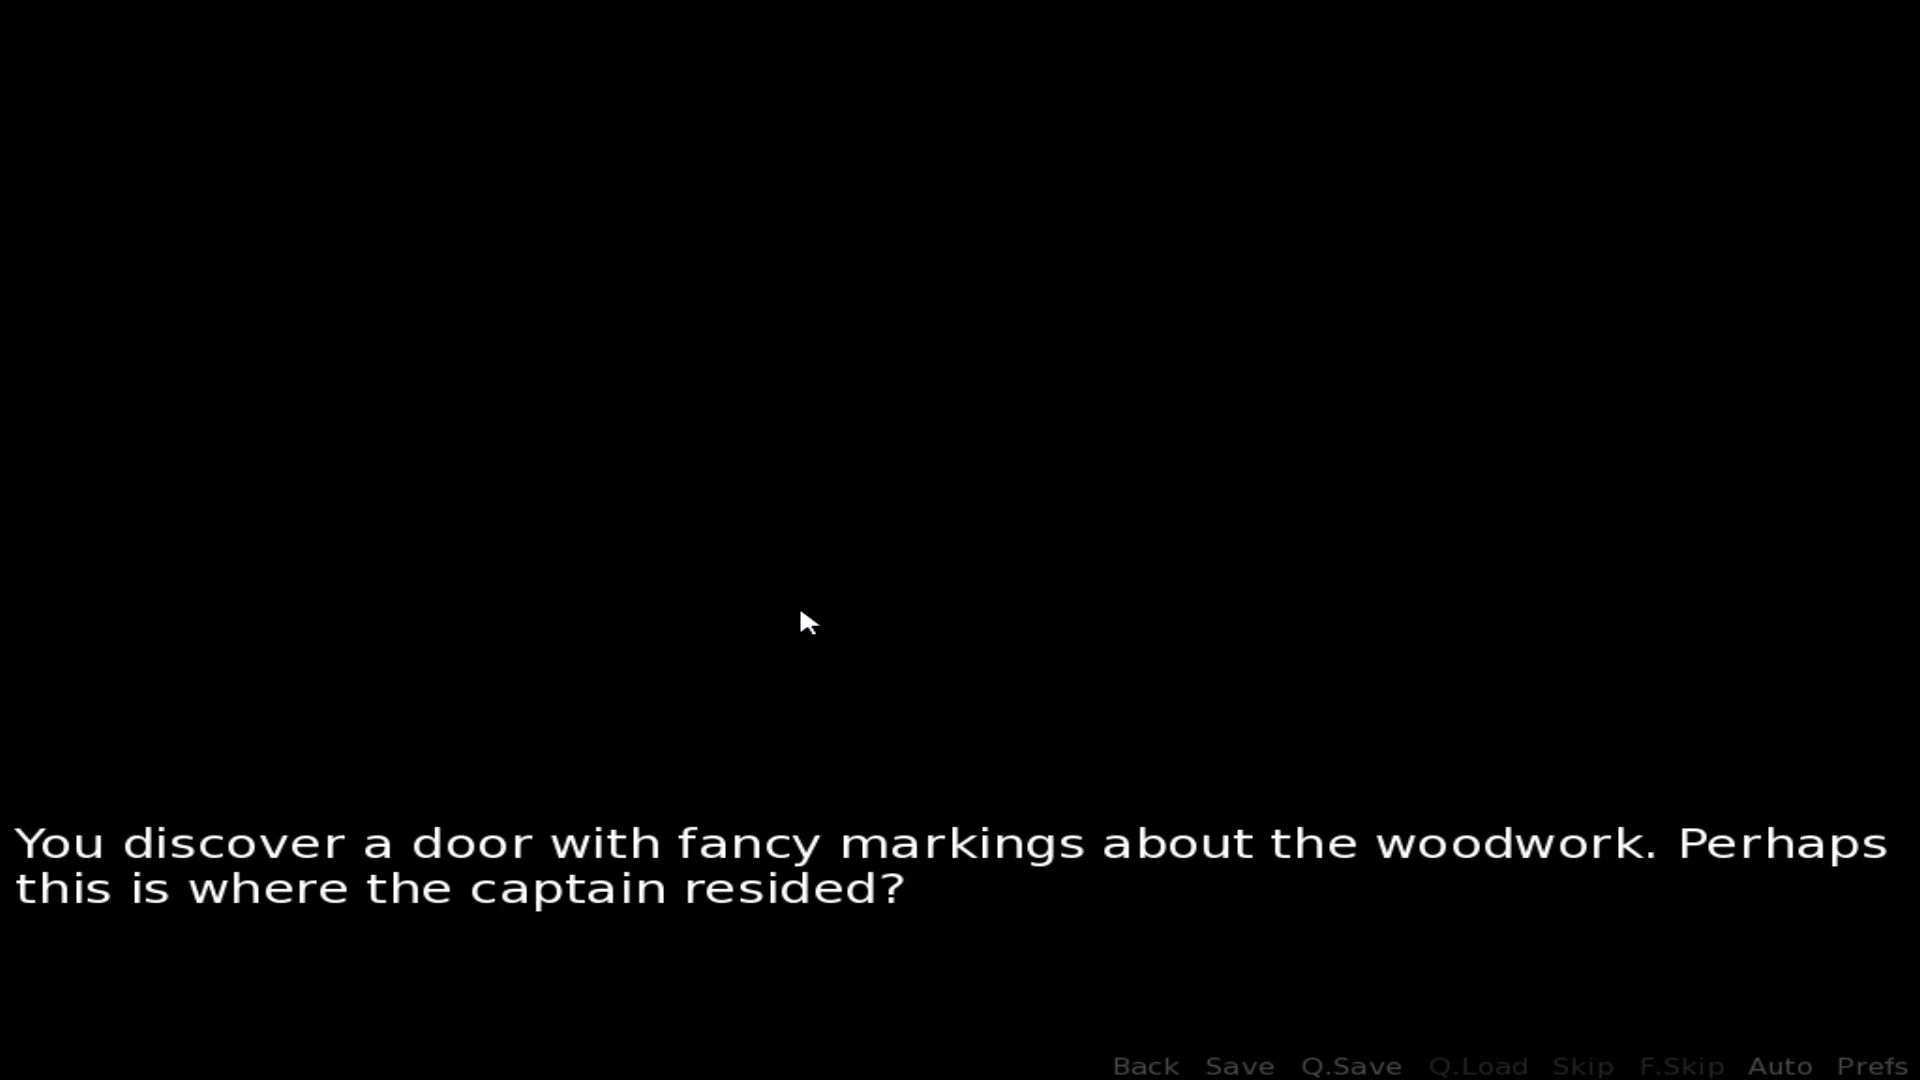 You discover a door with fancy markings about the woodwork. Perhaps
this is where the captain resided?
Back Save Q.Save Q.Load Skip F.Skip Auto Prefs